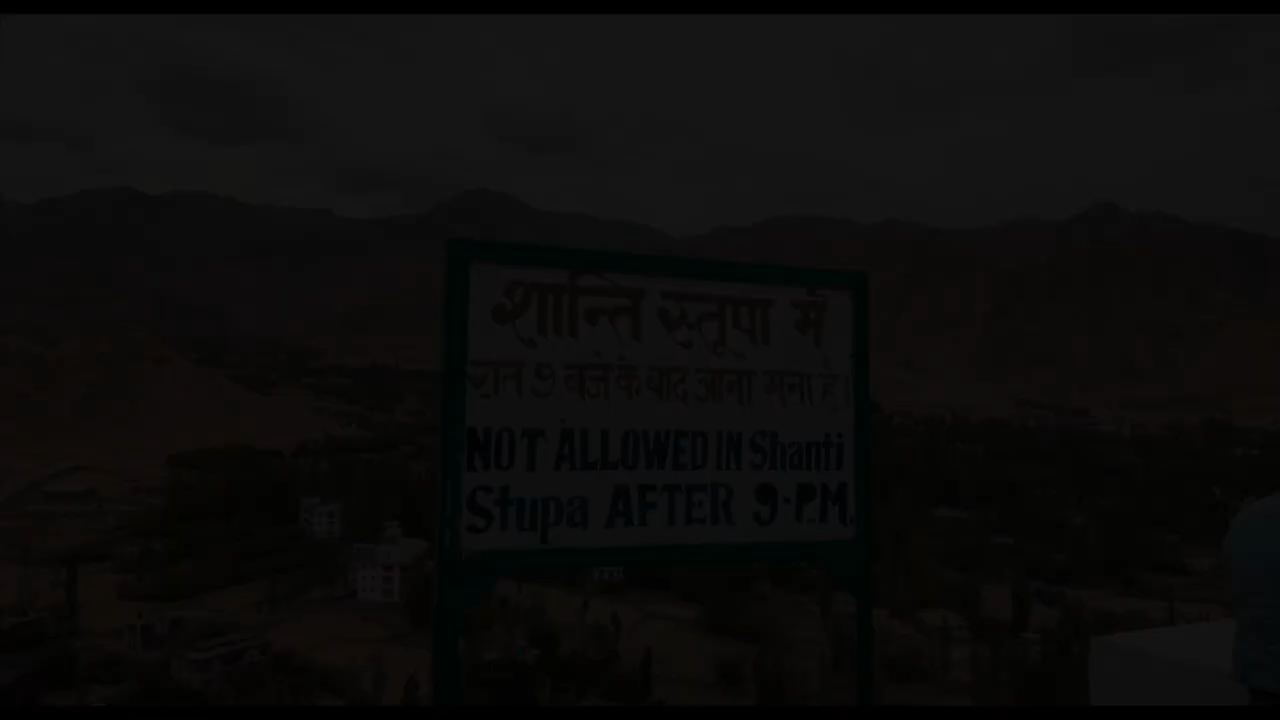 शान्ति स्तुपा में
रात 9 बजे के बाद आना मना है।
NOT ALLOWED IN Shanti
Stupa AFTER 9-P.M.